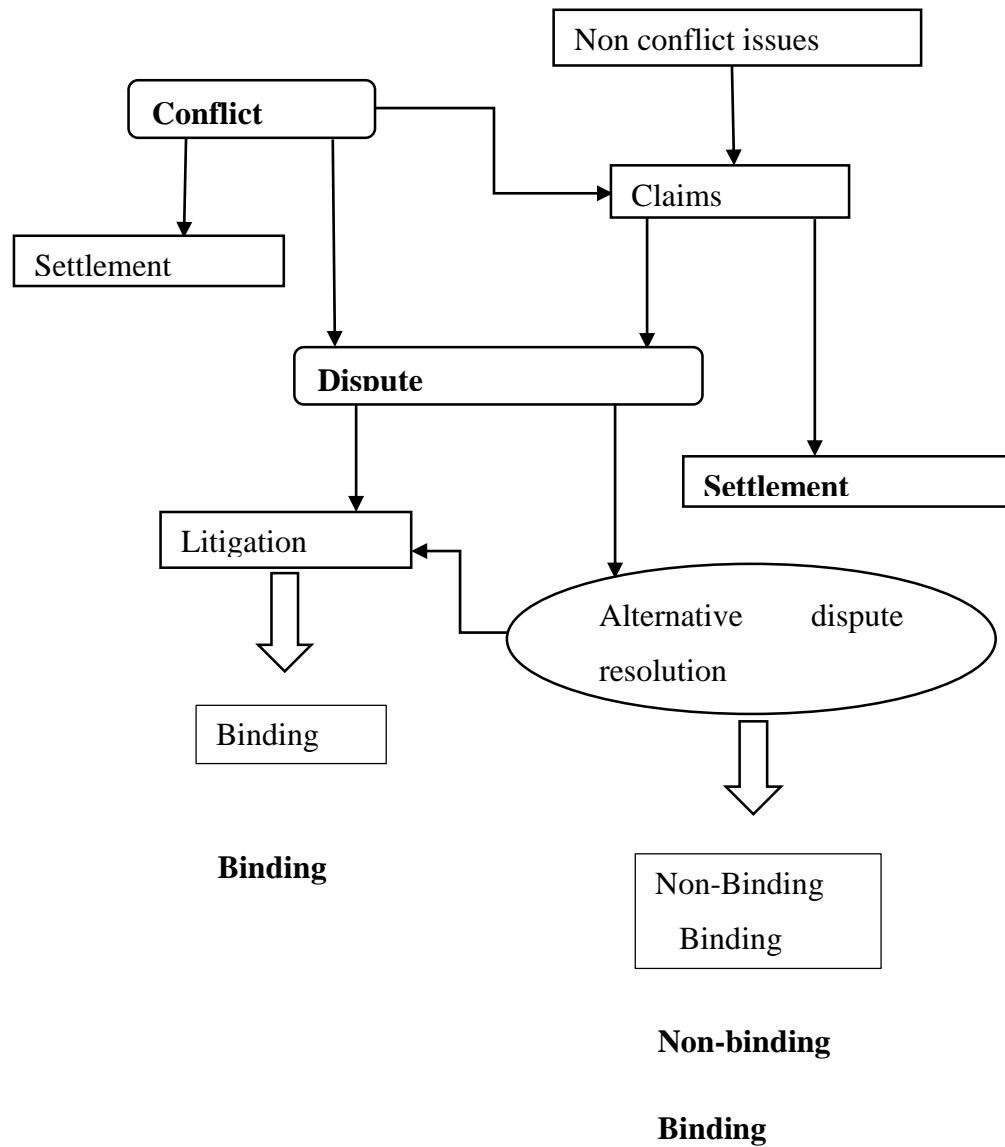 Non conflict issues
Conflict
Claims
Settlement
Dispute
Settlement
Litigation
Alternative dispute
resolution
Binding
Binding
Non-Binding
Binding
Non-binding
Binding